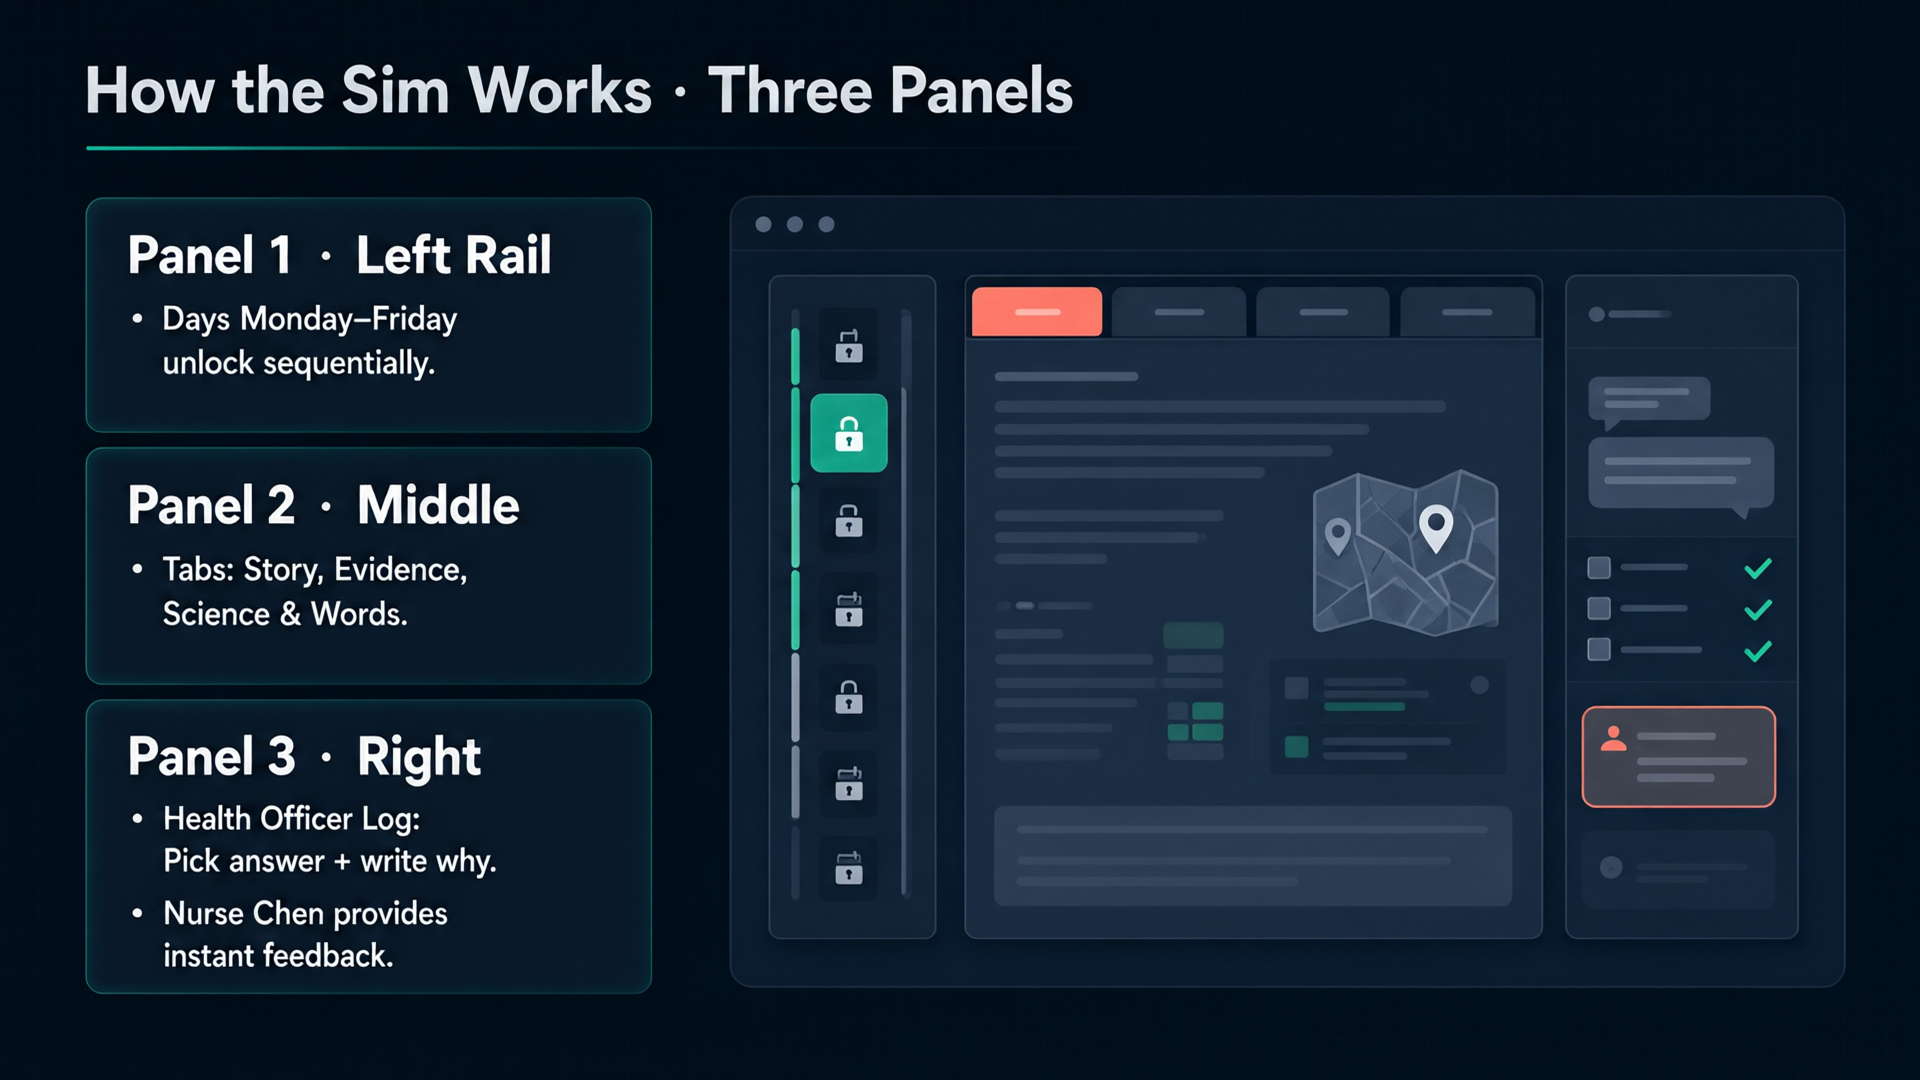 How the Sim Works · Three Panels
Panel 1 · Left Rail
• Days Monday–Friday
unlock sequentially.
Panel 2 · Middle
• Tabs: Story, Evidence,
Science & Words.
Panel 3 · Right
• Health Officer Log:
Pick answer + write why.
• Nurse Chen provides
instant feedback.